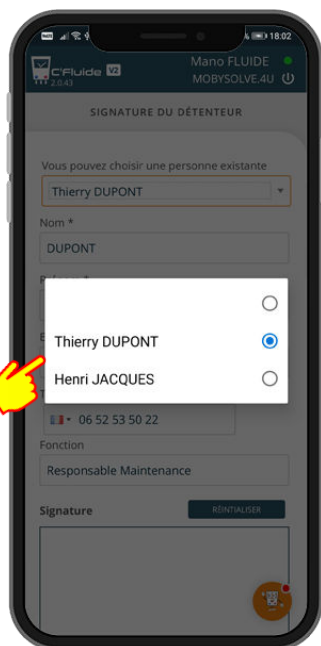 18:02
C'Fluide V2
2.0.43
Mano FLUIDE
MOBYSOLVE.4U
SIGNATURE DU DÉTENTEUR
Vous pouvez choisir une personne existante
Thierry DUPONT
Nom *
DUPONT
Thierry DUPONT
Henri JACQUES
06 52 53 50 22
Fonction
Responsable Maintenance
Signature
RÉINTIALISER